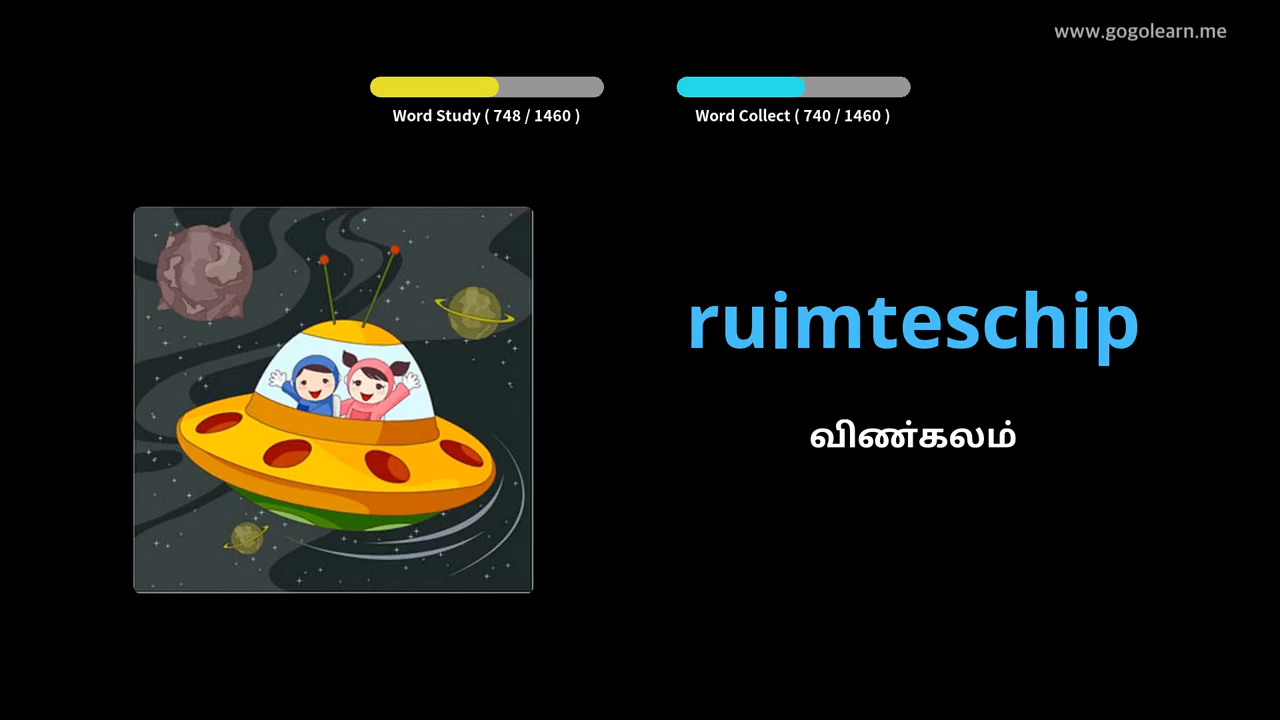 www.gogolearn.me
Word Study ( 748 / 1460 )
Word Collect ( 740 / 1460 )
ruimteschip
விண்கலம்